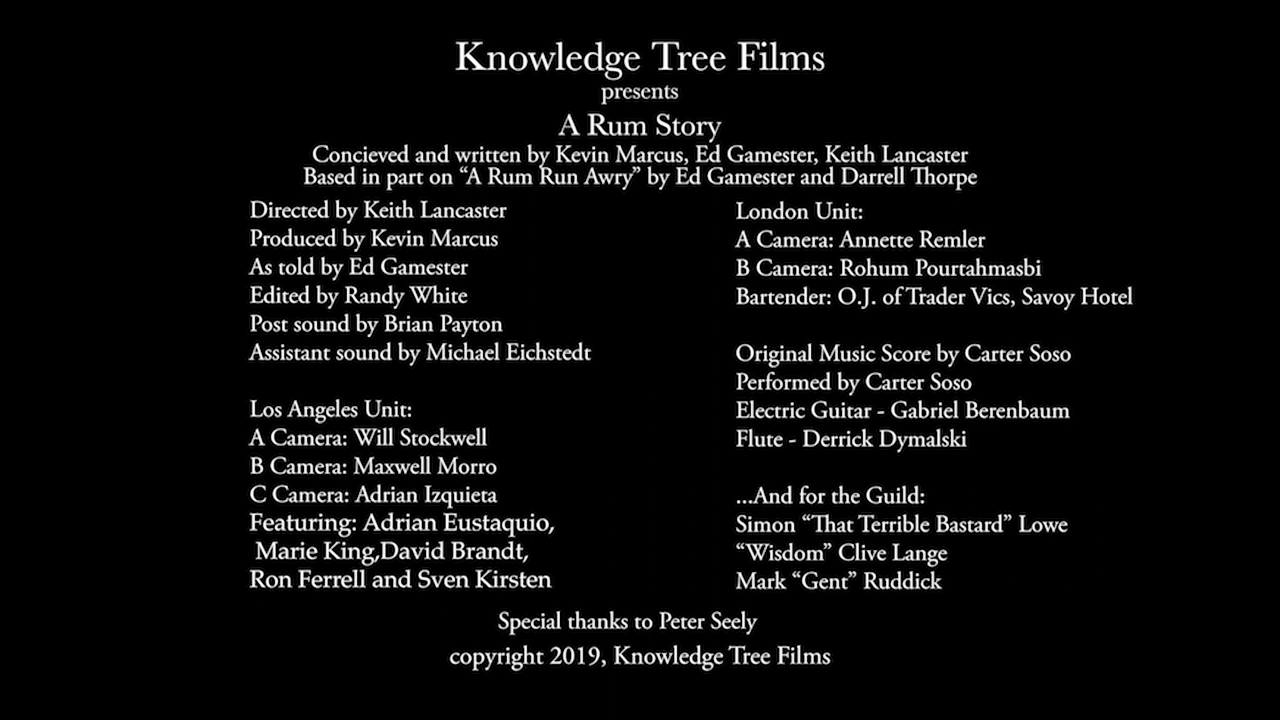 Knowledge Tree Films
presents
A Rum Story
Concieved and written by Kevin Marcus, Ed Gamester, Keith Lancaster
Based in part on “A Rum Run Awry” by Ed Gamester and Darrell Thorpe
Directed by Keith Lancaster
Produced by Kevin Marcus
As told by Ed Gamester
Edited by Randy White
Post sound by Brian Payton
Assistant sound by Michael Eichstedt
Los Angeles Unit:
A Camera: Will Stockwell
B Camera: Maxwell Morro
C Camera: Adrian Izquieta
Featuring: Adrian Eustaquio,
Marie King,David Brandt,
Ron Ferrell and Sven Kirsten
London Unit:
A Camera: Annette Remler
B Camera: Rohum Pourtahmasbi
Bartender: O.J. of Trader Vics, Savoy Hotel
Original Music Score by Carter Soso
Performed by Carter Soso
Electric Guitar - Gabriel Berenbaum
Flute - Derrick Dymalski
...And for the Guild:
Simon “That Terrible Bastard” Lowe
“Wisdom” Clive Lange
Mark “Gent” Ruddick
Special thanks to Peter Seely
copyright 2019, Knowledge Tree Films